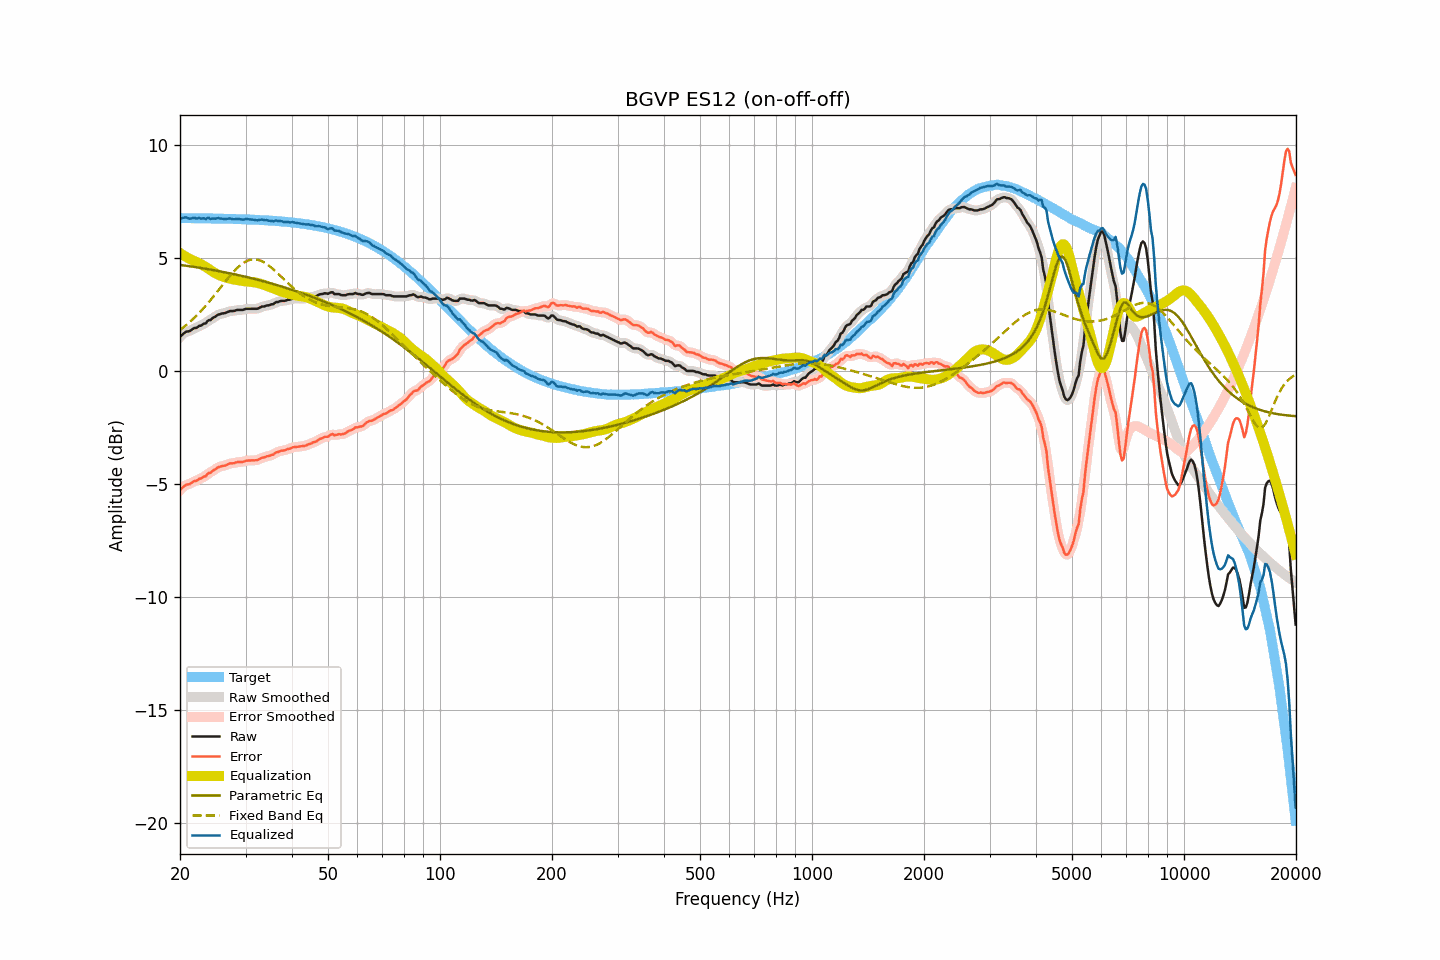 BGVP ES12 (on-off-off)
10
5
0
−5
−10
−15
−20
Amplitude (dBr)
Target
Raw Smoothed
Error Smoothed
Raw
Error
Equalization
Parametric Eq
Fixed Band Eq
Equalized
20 50 100 200 500 1000 2000 5000 10000 20000
Frequency (Hz)